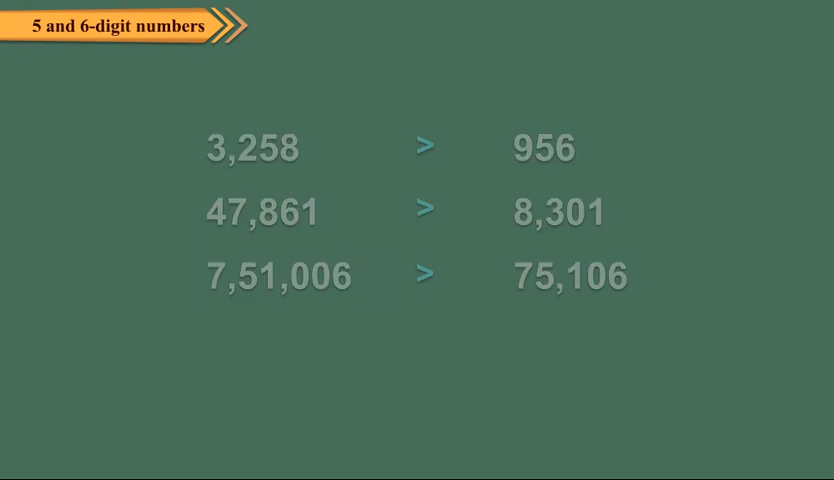 5 and 6-digit numbers
3,258 > 956
47,861 > 8,301
7,51,006 > 75,106